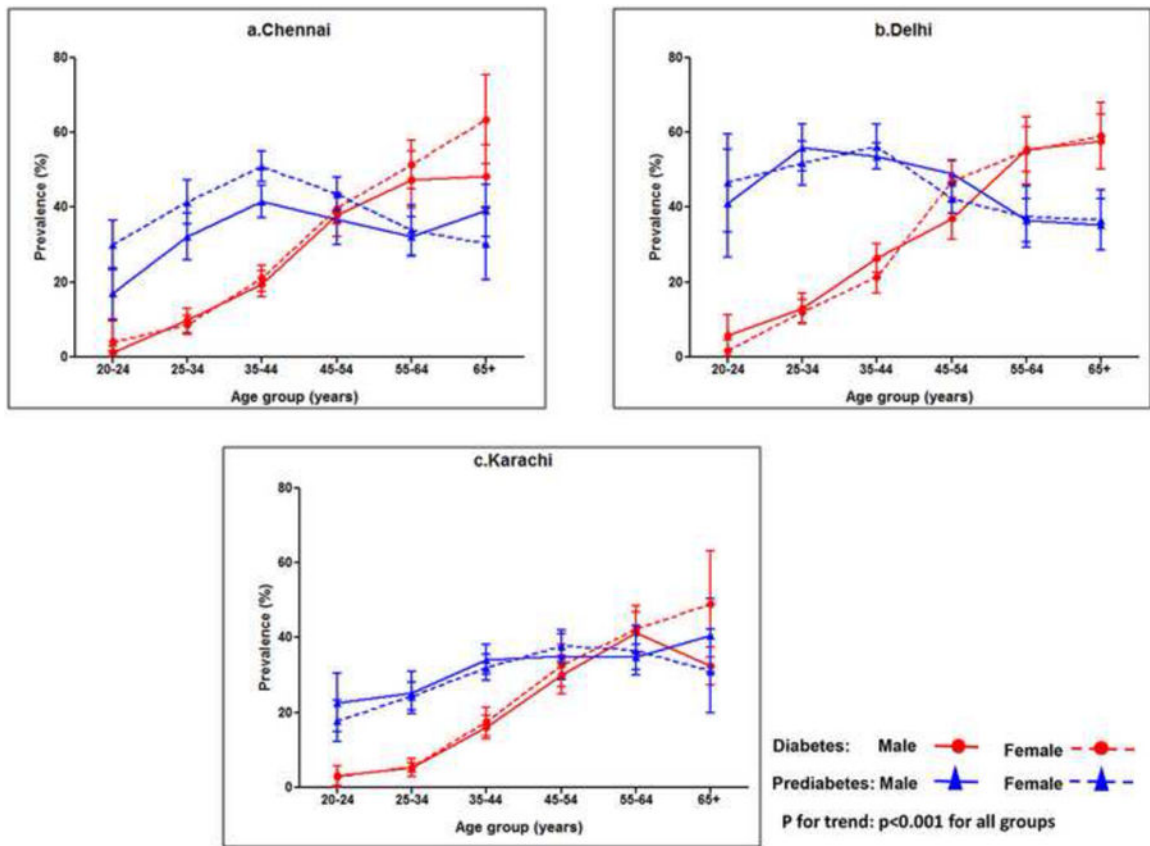 a.Chennai
80
60
40
20
0
Prevalence (%)
20-24 25-34 35-44 45-54 55-64 65+
Age group (years)
b.Delhi
80
60
40
20
0
Prevalence (%)
20-24 25-34 35-44 45-54 55-64 65+
Age group (years)
c.Karachi
80
60
40
20
0
Prevalence (%)
20-24 25-34 35-44 45-54 55-64 65+
Age group (years)
Diabetes: Male Female
Prediabetes: Male Female
P for trend: p<0.001 for all groups